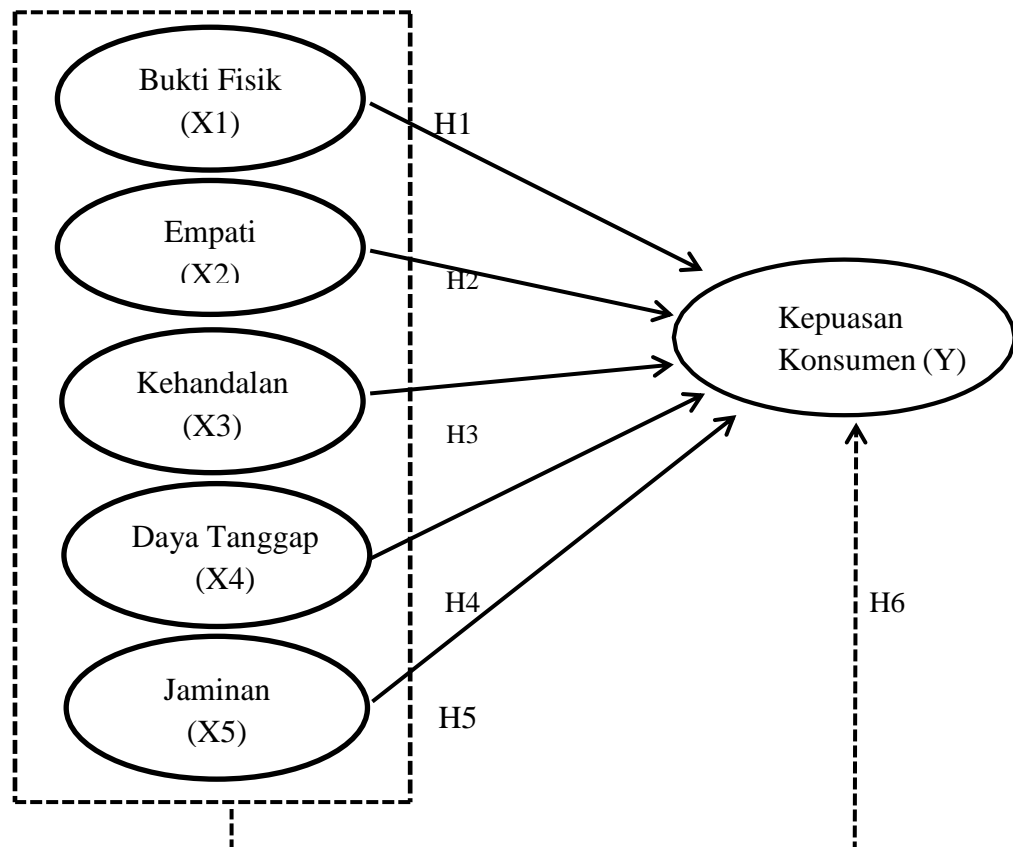 Bukti Fisik
(X1)
H1
Empati
(X2)
H2
Kepuasan
Konsumen (Y)
Kehandalan
(X3)
H3
Daya Tanggap
(X4)
H4
H6
Jaminan
(X5)
H5